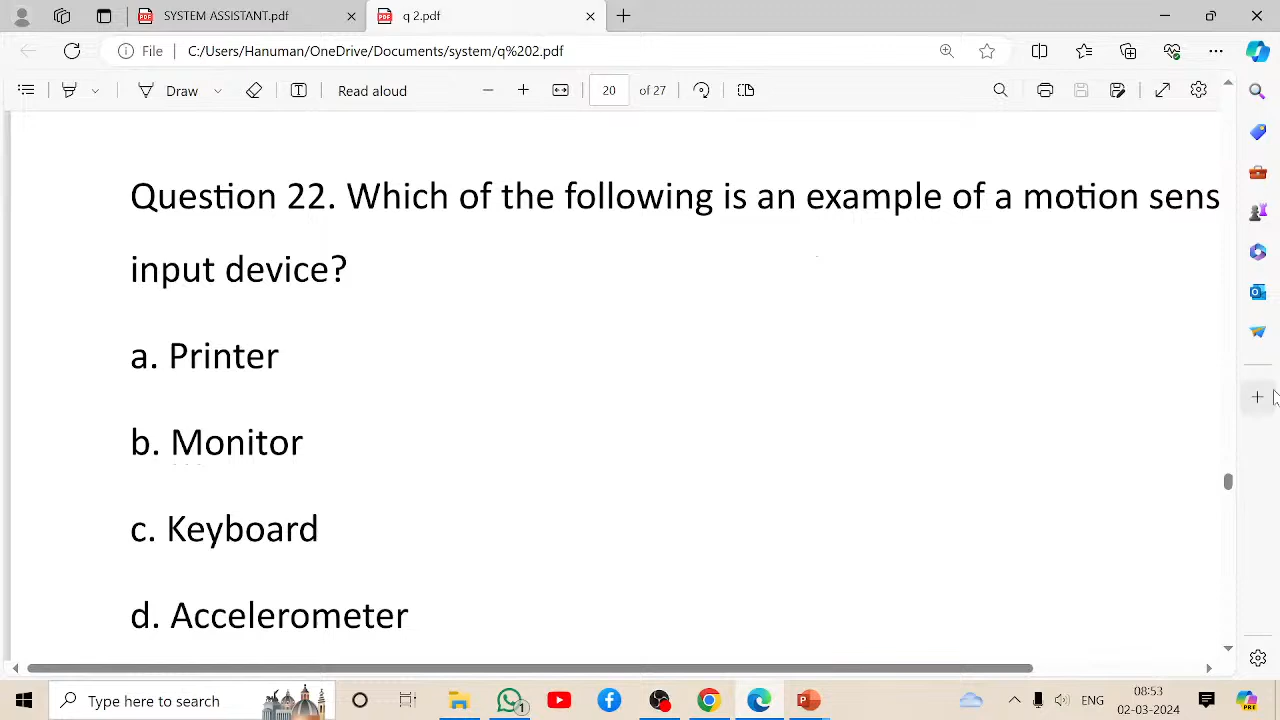 SYSTEM ASSISTANT.pdf
q 2.pdf
File C:/Users/Hanuman/OneDrive/Documents/system/q%202.pdf
Draw Read aloud 20 of 27
Question 22. Which of the following is an example of a motion sens
input device?
a. Printer
b. Monitor
c. Keyboard
d. Accelerometer
Type here to search
1
ENG
08:53
02-03-2024